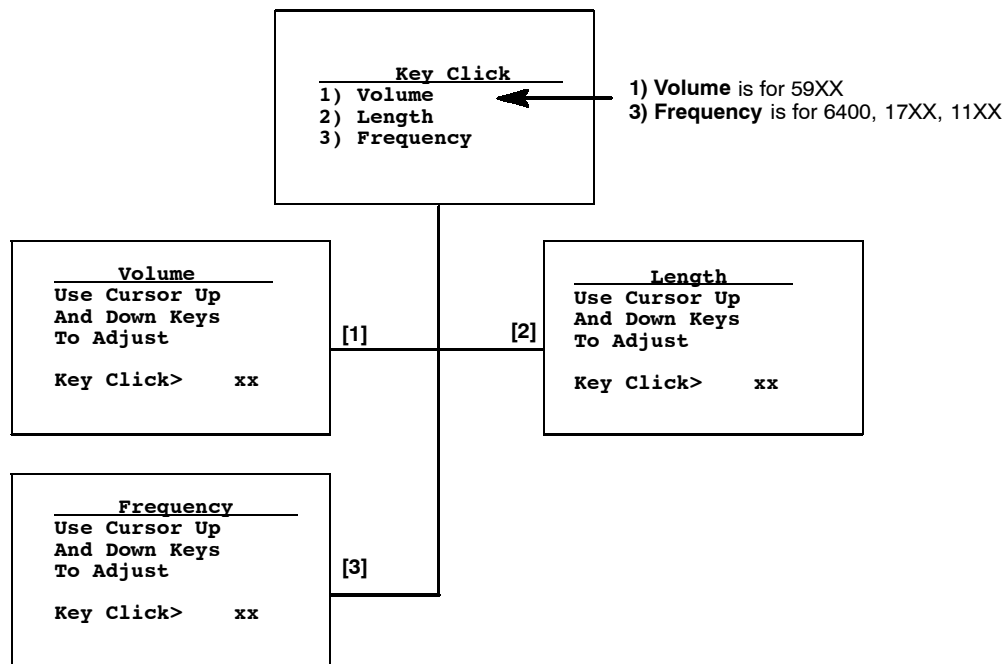 Key Click
1) Volume
2) Length
3) Frequency
1) Volume is for 59XX
3) Frequency is for 6400, 17XX, 11XX
Volume
Use Cursor Up
And Down Keys
To Adjust
Key Click> xx
[1]
[2]
Length
Use Cursor Up
And Down Keys
To Adjust
Key Click> xx
Frequency
Use Cursor Up
And Down Keys
To Adjust
Key Click> xx
[3]